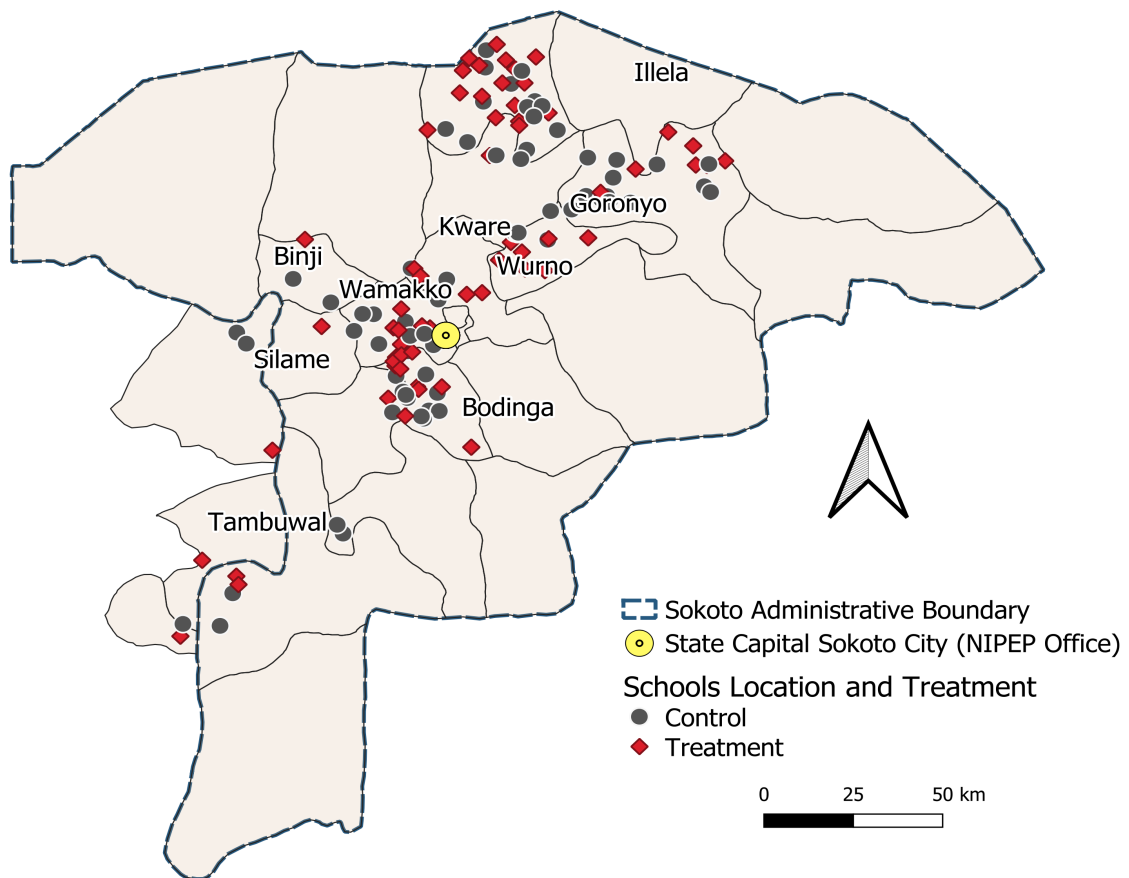 Illela
Goronyo
Kware
Binji
Wurno
Wamakko
Silame
Bodinga
Tambuwal
Sokoto Administrative Boundary
State Capital Sokoto City (NIPEP Office)
Schools Location and Treatment
Control
Treatment
0 25 50 km